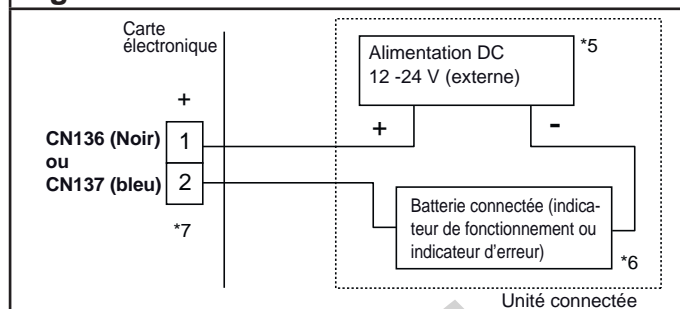 Carte
électronique
Alimentation DC
12 -24 V (externe)
*5
+
+
-
CN136 (Noir)
1
ou
CN137 (bleu)
2
*7
Batterie connectée (indica-
teur de fonctionnement ou
indicateur d'erreur)
*6
Unité connectée